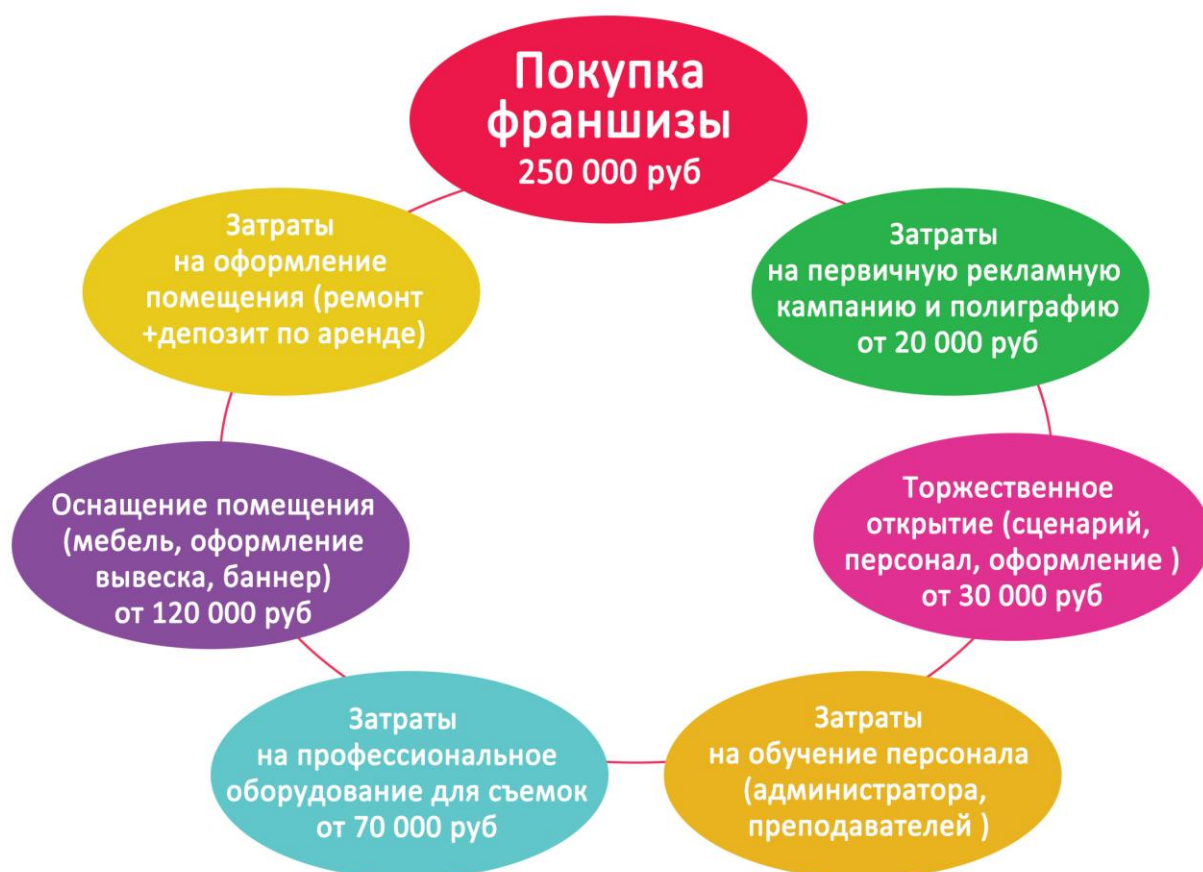 Покупка
франшизы
250 000 руб
Затраты
на первичную рекламную
кампанию и полиграфию
от 20 000 руб
Торжественное
открытие (сценарий,
персонал, оформление )
от 30 000 руб
Затраты
на обучение персонала
(администратора,
преподавателей )
Затраты
на профессиональное
оборудование для съемок
от 70 000 руб
Оснащение помещения
(мебель, оформление
вывеска, баннер)
от 120 000 руб
Затраты
на оформление
помещения (ремонт
+депозит по аренде)